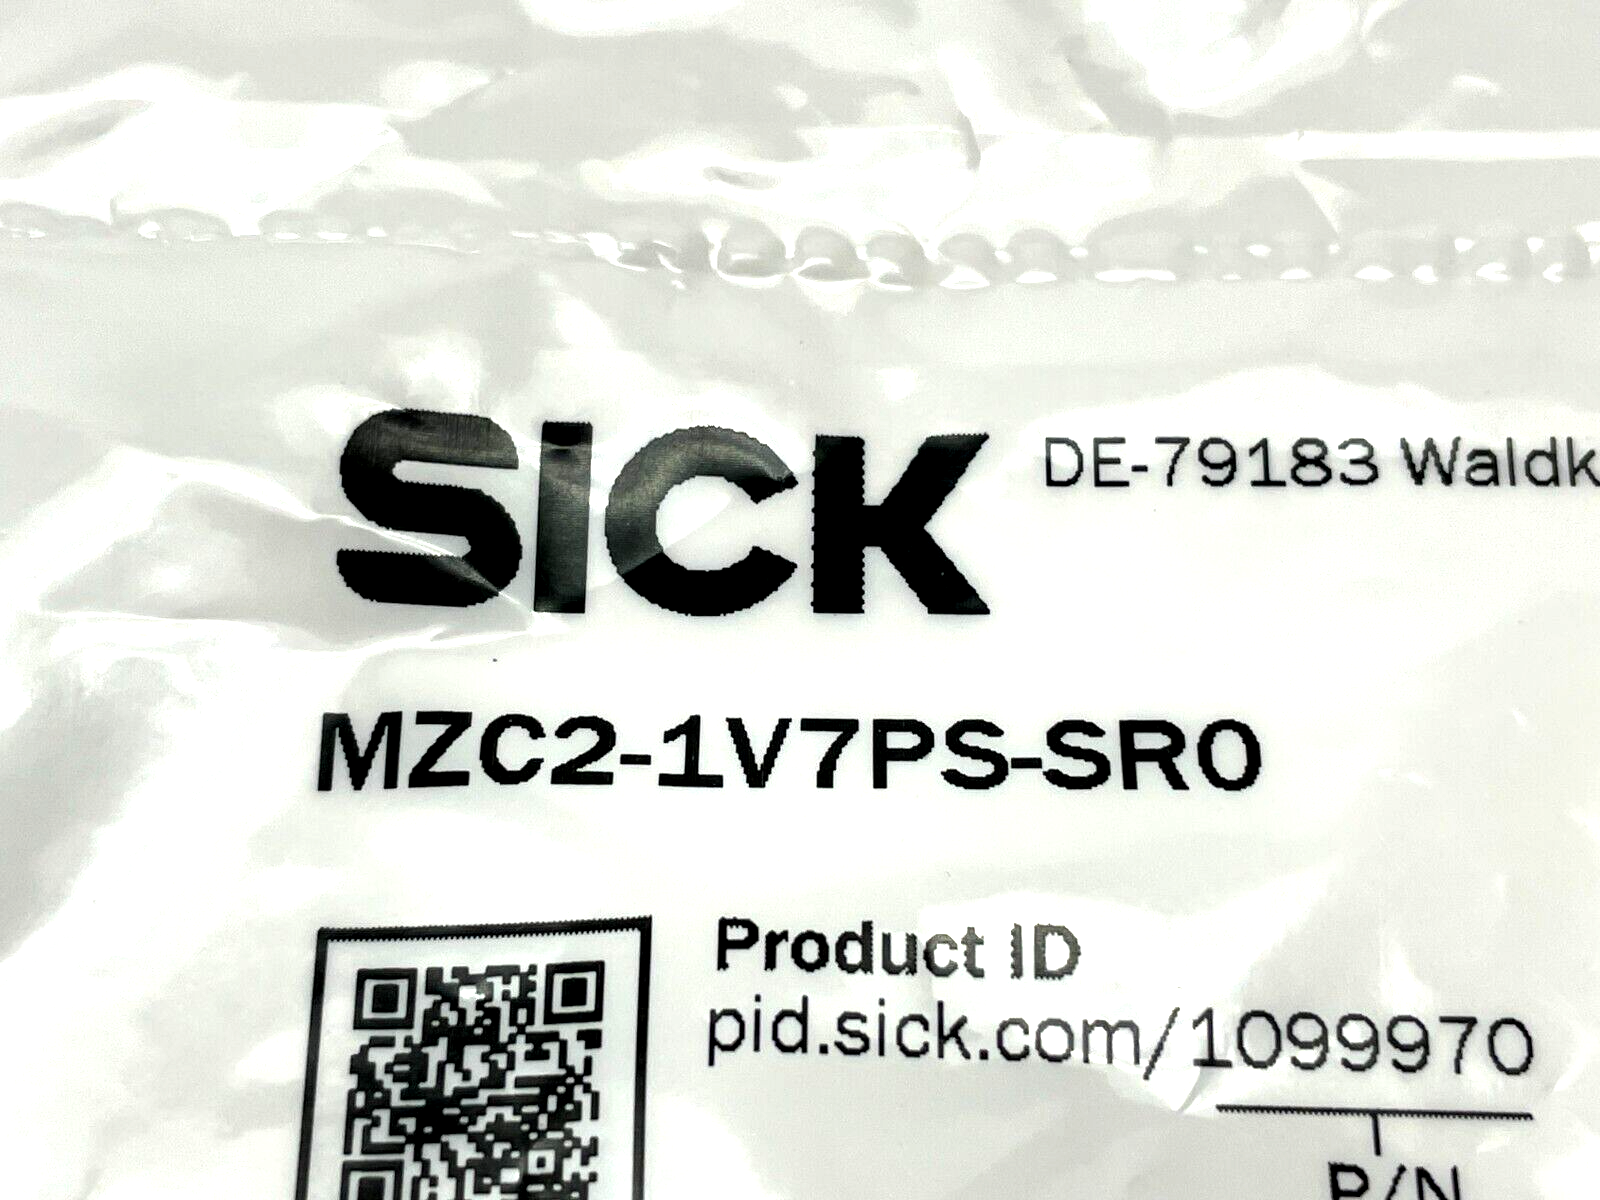 SICK DE-79183 Waldk
MZC2-1V7PS-SR0
Product ID
pid.sick.com/1099970
P/N